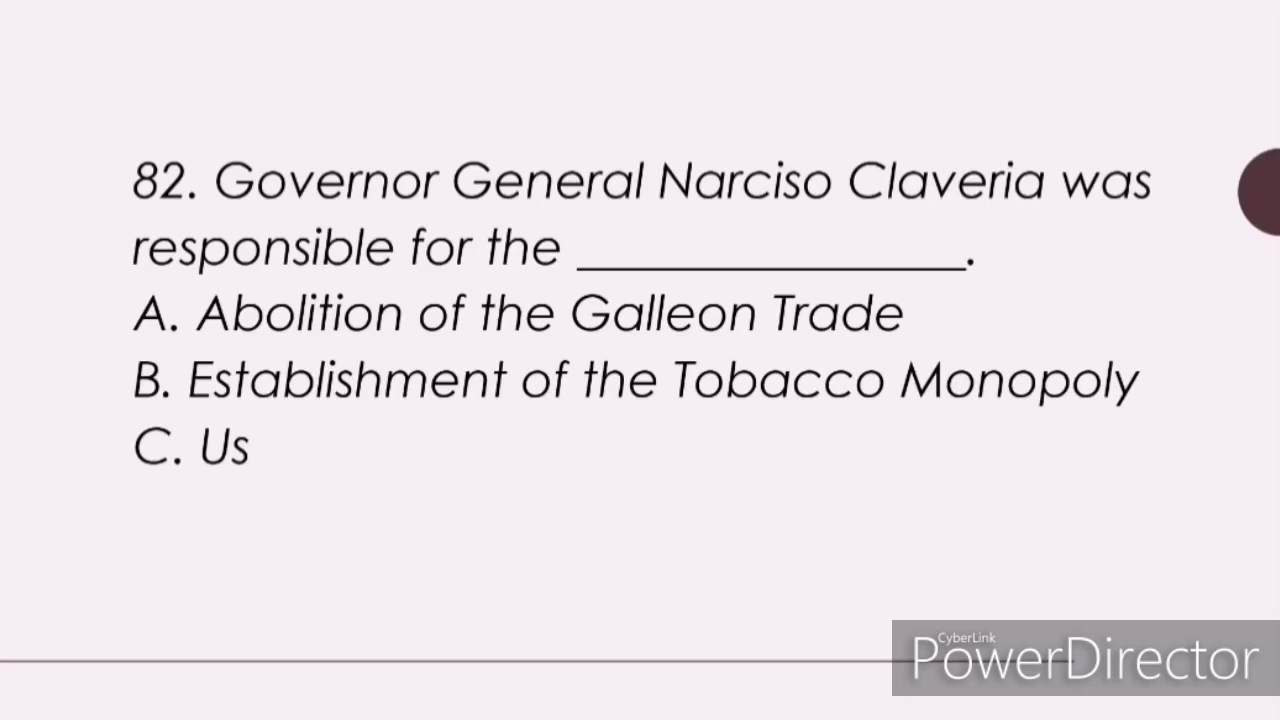 82. Governor General Narciso Claveria was
responsible for the _______________.
A. Abolition of the Galleon Trade
B. Establishment of the Tobacco Monopoly
C. Us
CyberLink
PowerDirector